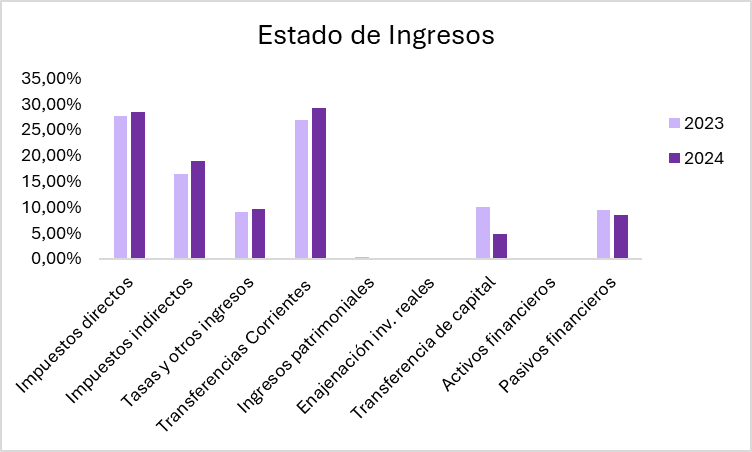 Estado de Ingresos
35,00%
30,00%
25,00%
20,00%
15,00%
10,00%
5,00%
0,00%
2023
2024
Impuestos directos
Impuestos indirectos
Tasas y otros ingresos
Transferencias Corrientes
Ingresos patrimoniales
Enajenación inv. reales
Transferencia de capital
Activos financieros
Pasivos financieros